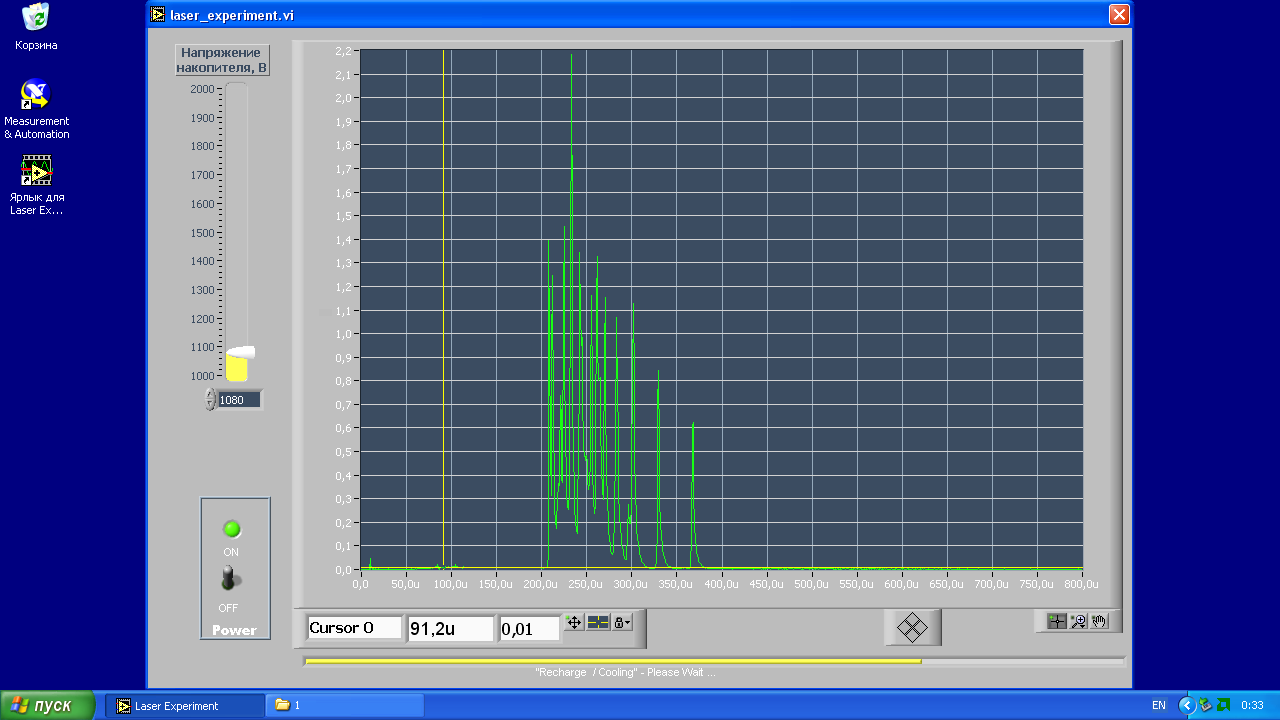 laser_experiment.vi
Корзина
Measurement
& Automation
Ярлык для
Laser Ex...
Напряжение
накопителя, В
2000
1900
1800
1700
1600
1500
1400
1300
1200
1100
1000
1080
2,2
2,1
2,0
1,9
1,8
1,7
1,6
1,5
1,4
1,3
1,2
1,1
1,0
0,9
0,8
0,7
0,6
0,5
0,4
0,3
0,2
0,1
0,0
0,0 50,0u 100,0u 150,0u 200,0u 250,0u 300,0u 350,0u 400,0u 450,0u 500,0u 550,0u 600,0u 650,0u 700,0u 750,0u 800,0u
ON
OFF
Power
Cursor 0 91,2u 0,01
"Recharge / Cooling" - Please Wait ...
пуск Laser Experiment 1 EN 0:33